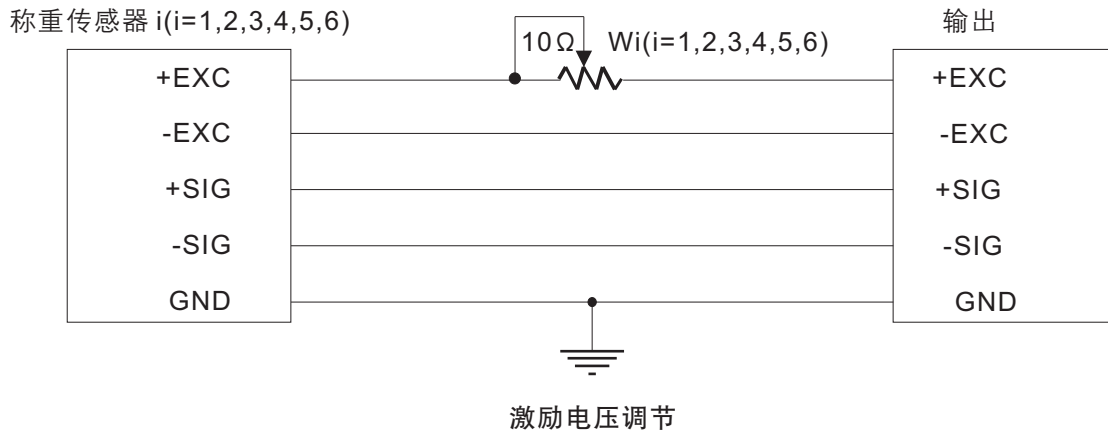 称重传感器 i(i=1,2,3,4,5,6)
输出
10Ω Wi(i=1,2,3,4,5,6)
+EXC
+EXC
-EXC
-EXC
+SIG
+SIG
-SIG
-SIG
GND
GND
激励电压调节